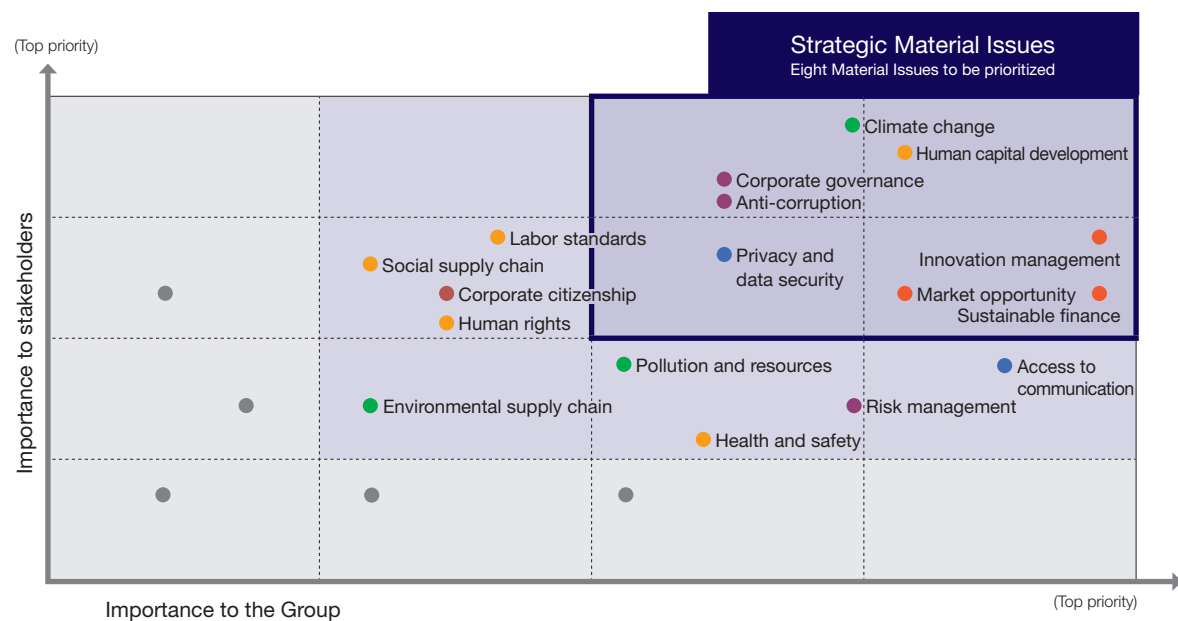 Strategic Material Issues
Eight Material Issues to be prioritized
(Top priority)
Importance to stakeholders
Climate change
Human capital development
Corporate governance
Anti-corruption
Labor standards
Social supply chain
Corporate citizenship
Human rights
Privacy and
data security
Innovation management
Market opportunity
Sustainable finance
Pollution and resources
Access to
communication
Environmental supply chain
Risk management
Health and safety
(Top priority)
Importance to the Group